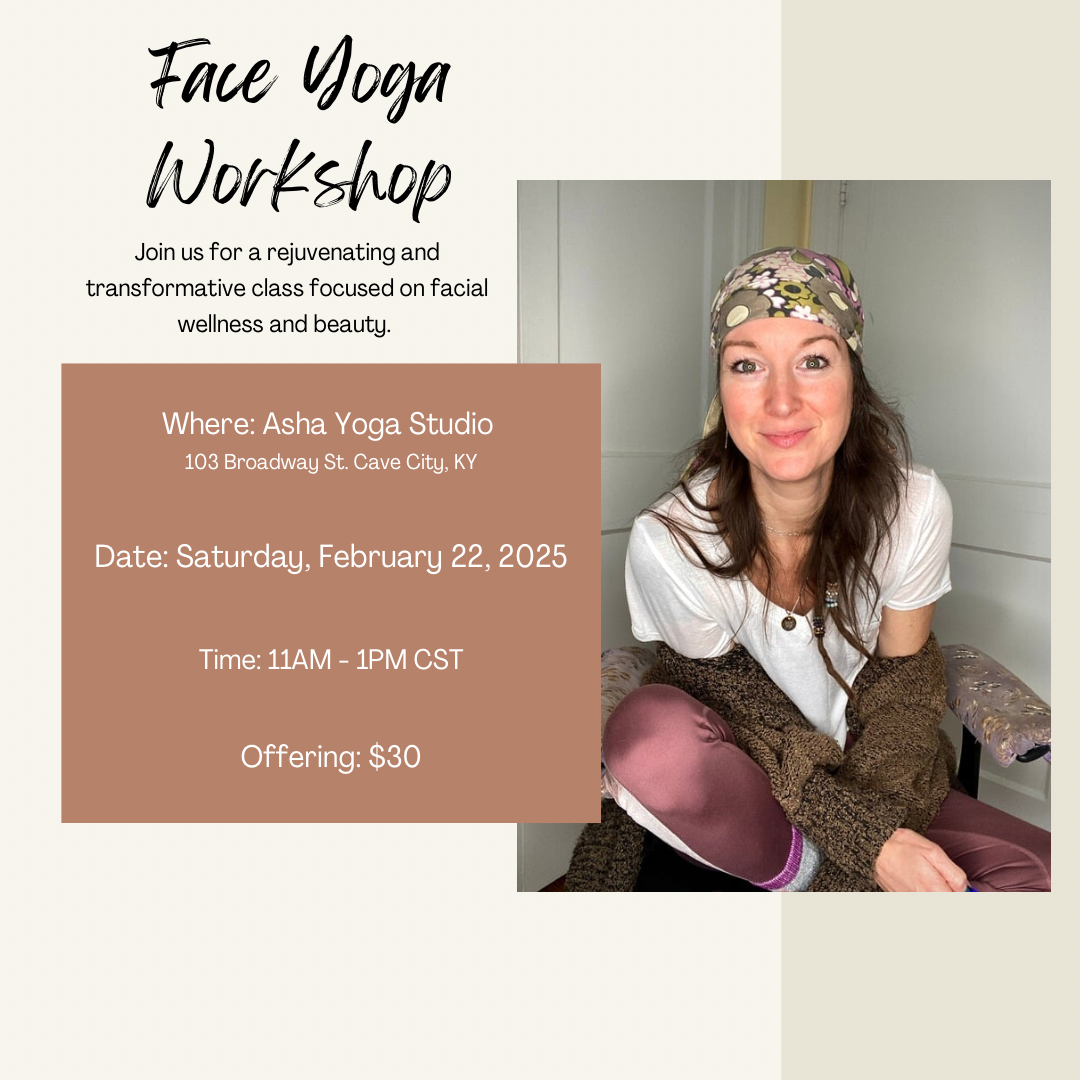 Face Yoga
Workshop
Join us for a rejuvenating and
transformative class focused on facial
wellness and beauty.
Where: Asha Yoga Studio
103 Broadway St. Cave City, KY
Date: Saturday, February 22, 2025
Time: 11AM - 1PM CST
Offering: $30